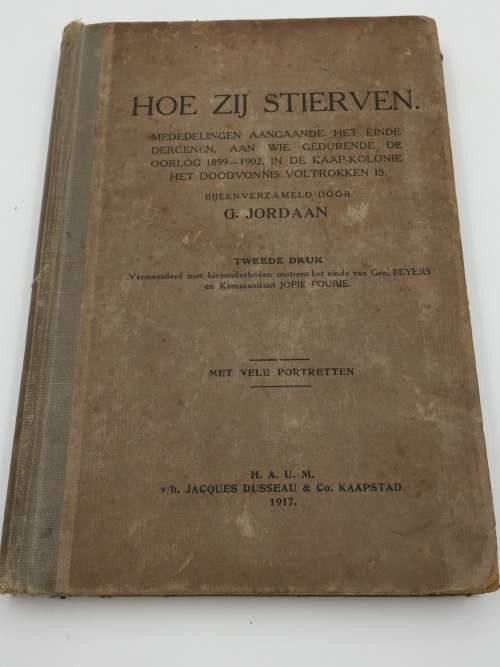 HOE ZIJ STIERVEN.
MEDEDELINGEN AANGAANDE HET EINDE
DERGENEN, AAN WIE GEDURENDE DE
OORLOG 1899–1902, IN DE KAAP-KOLONIE
HET DOODVONNIS VOLTROKKEN IS.
BIJEENVERZAMELD DOOR
G. JORDAAN
TWEEDE DRUK
Vermeerderd met biezonderheden omtrent het einde van Gen. BEYERS
en Kommandant JOPIE FOURIE.
MET VELE PORTRETTEN
H. A. U. M.
v/h. JACQUES DUSSEAU & Co. KAAPSTAD.
1917.